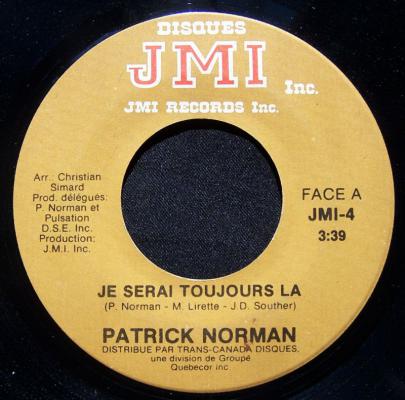 DISQUES
JMI Inc.
JMI RECORDS Inc.
Arr.: Christian
Simard
Prod. délégués:
P. Norman et
Pulsation
D.S.E. Inc.
Production:
J.M.I. Inc.
FACE A
JMI-4
3:39
JE SERAI TOUJOURS LA
(P. Norman - M. Lirette - J.D. Souther)
PATRICK NORMAN
DISTRIBUE PAR TRANS-CANADA DISQUES.
une division de Groupé
Quebecor inc